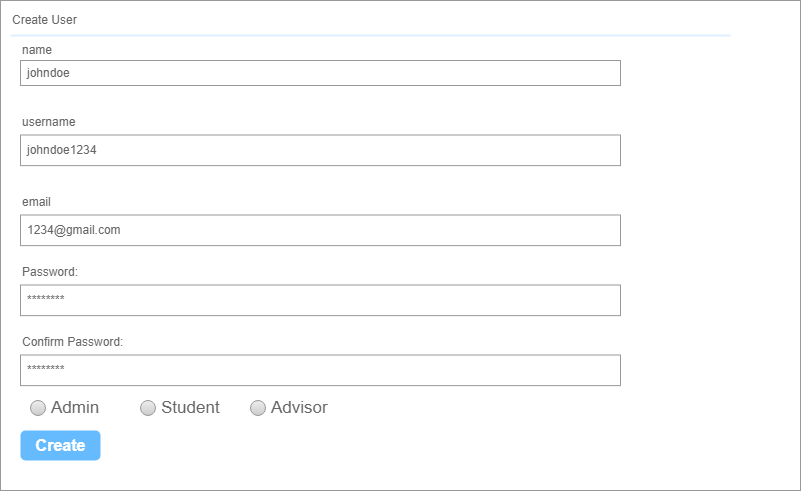 Create User
name
johndoe
username
johndoe1234
email
1234@gmail.com
Password:
********
Confirm Password:
********
Admin Student Advisor
Create